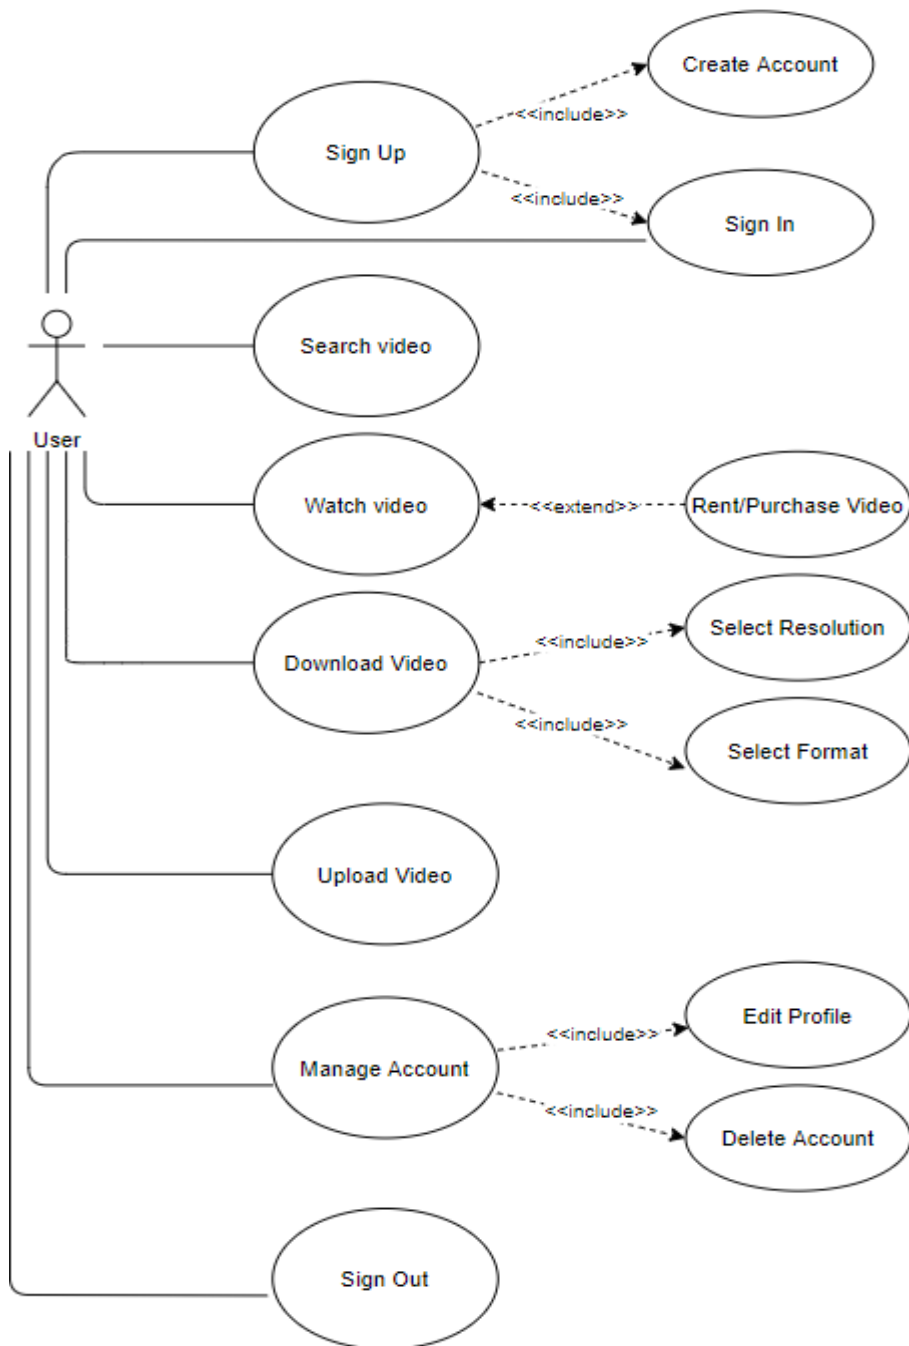 Create Account
<<include>>
Sign Up
<<include>>
Sign In
Search video
User
Watch video
<<extend>>
Rent/Purchase Video
Select Resolution
<<include>>
Download Video
<<include>>
Select Format
Upload Video
Edit Profile
<<include>>
Manage Account
<<include>>
Delete Account
Sign Out